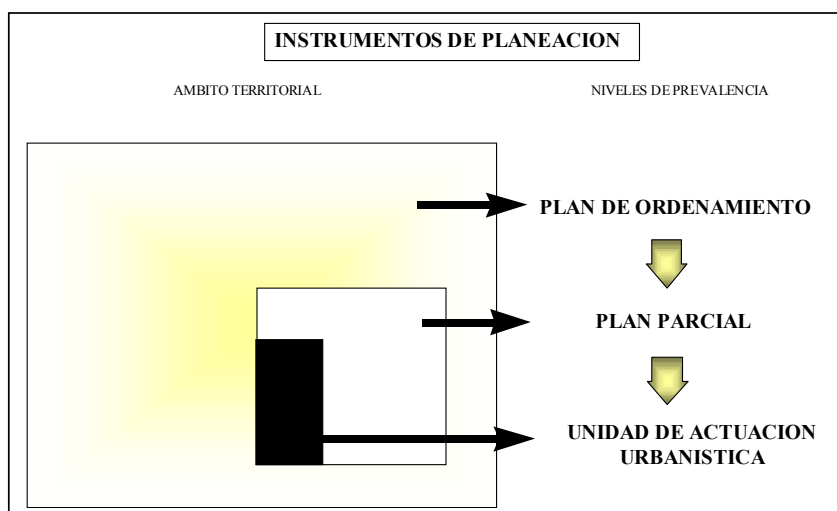 INSTRUMENTOS DE PLANEACION
AMBITO TERRITORIAL
NIVELES DE PREVALENCIA
PLAN DE ORDENAMIENTO
PLAN PARCIAL
UNIDAD DE ACTUACION
URBANISTICA